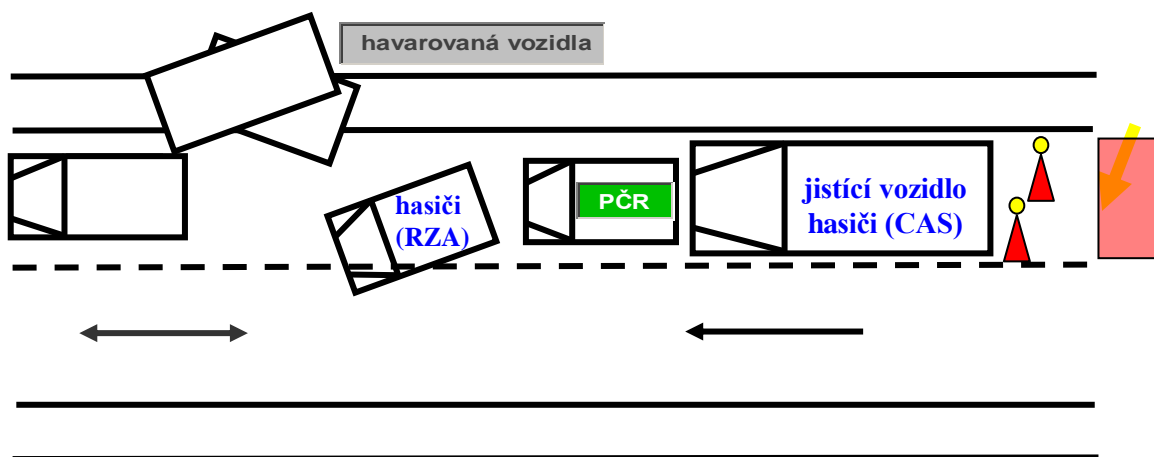 havarovaná vozidla
hasiči
(RZA)
PČR
jistící vozidlo
hasiči (CAS)